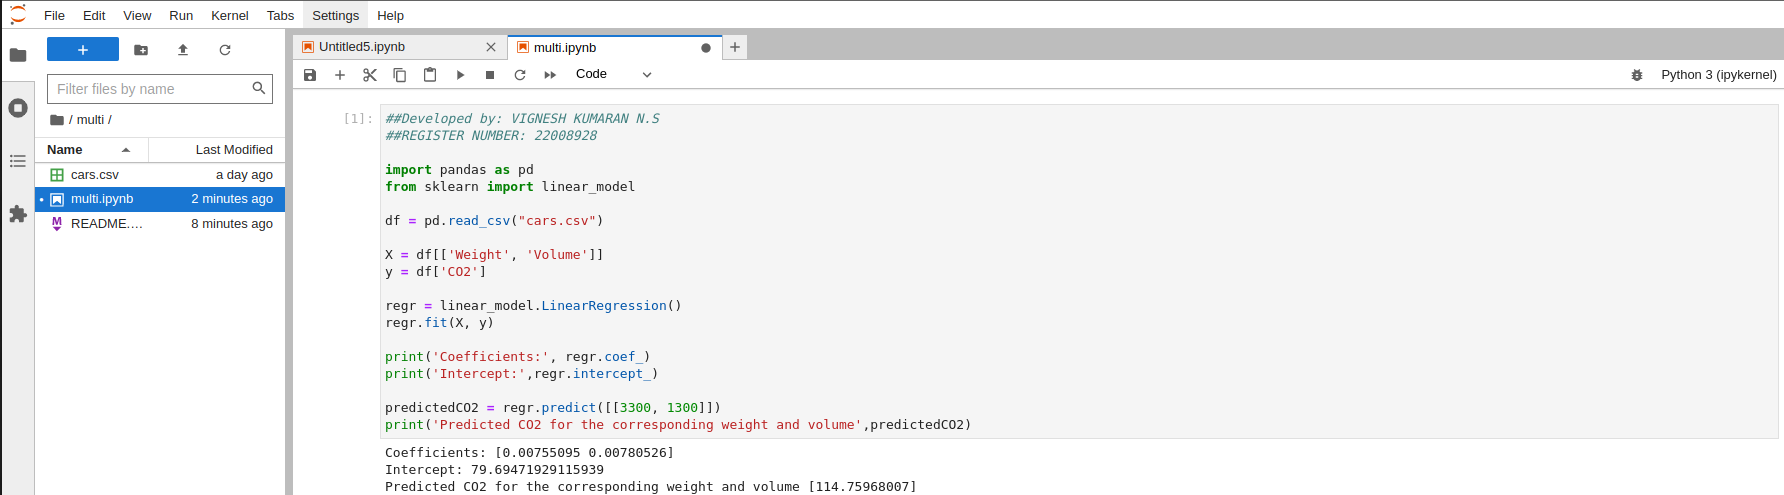 File Edit View Run Kernel Tabs Settings Help
Filter files by name
/ multi /
Name Last Modified
cars.csv a day ago
multi.ipynb 2 minutes ago
README.... 8 minutes ago
Untitled5.ipynb multi.ipynb
Code Python 3 (ipykernel)
[1]: ##Developed by: VIGNESH KUMARAN N.S
##REGISTER NUMBER: 22008928
import pandas as pd
from sklearn import linear_model
df = pd.read_csv("cars.csv")
X = df[['Weight', 'Volume']]
y = df['CO2']
regr = linear_model.LinearRegression()
regr.fit(X, y)
print('Coefficients:', regr.coef_)
print('Intercept:',regr.intercept_)
predictedCO2 = regr.predict([[3300, 1300]])
print('Predicted CO2 for the corresponding weight and volume',predictedCO2)
Coefficients: [0.00755095 0.00780526]
Intercept: 79.69471929115939
Predicted CO2 for the corresponding weight and volume [114.75968007]